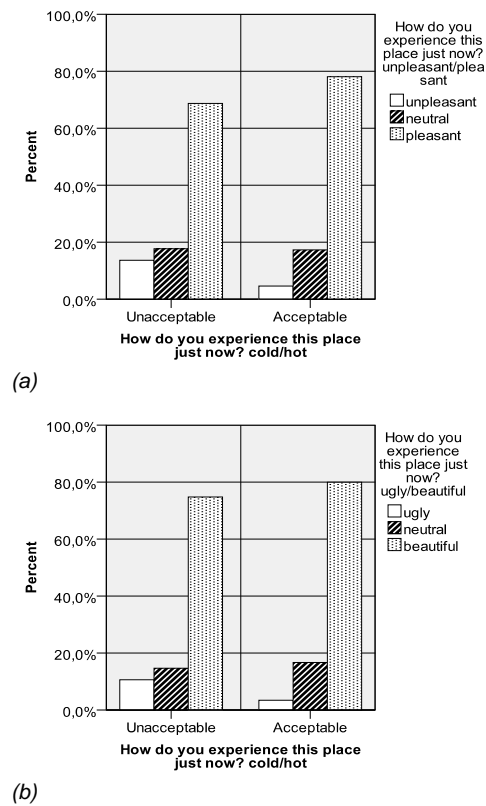 100,0%
80,0%
60,0%
40,0%
20,0%
0,0%
Percent
Unacceptable
Acceptable
How do you experience this place
just now? cold/hot
How do you
experience this
place just now?
unpleasant/plea
sant
unpleasant
neutral
pleasant
(a)
100,0%
80,0%
60,0%
40,0%
20,0%
0,0%
Percent
Unacceptable
Acceptable
How do you experience this place
just now? cold/hot
How do you
experience
this place just
now?
ugly/beautiful
ugly
neutral
beautiful
(b)